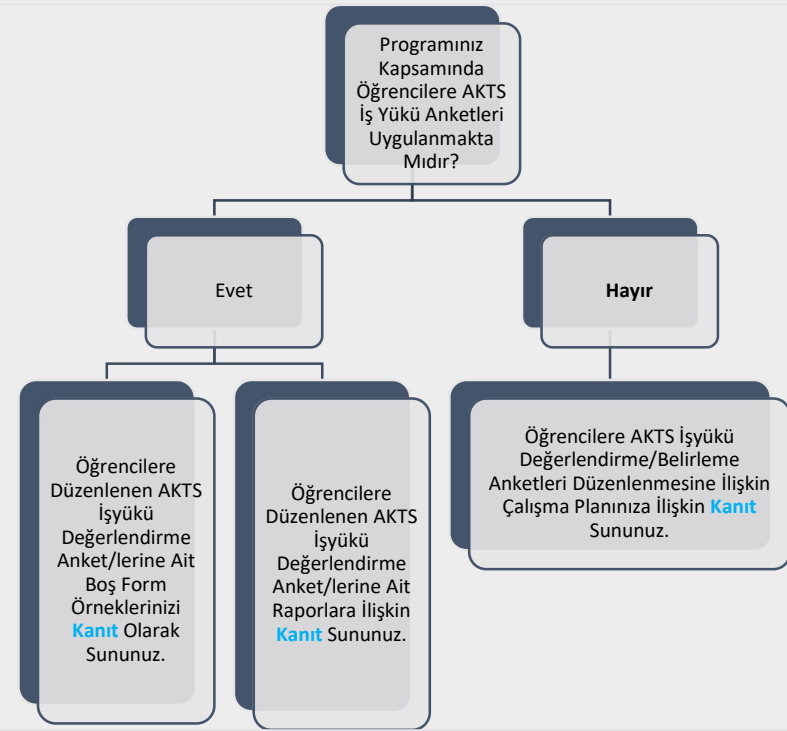 Programınız
Kapsamında
Öğrencilere AKTS
İş Yükü Anketleri
Uygulanmakta
Mıdır?
Evet
Hayır
Öğrencilere
Düzenlenen AKTS
İşyükü
Değerlendirme
Anket/lerine Ait
Boş Form
Örneklerinizi
Kanıt Olarak
Sununuz.
Öğrencilere
Düzenlenen AKTS
İşyükü
Değerlendirme
Anket/lerine Ait
Raporlara İlişkin
Kanıt Sununuz.
Öğrencilere AKTS İşyükü
Değerlendirme/Belirleme
Anketleri Düzenlenmesine İlişkin
Çalışma Planınıza İlişkin Kanıt
Sununuz.